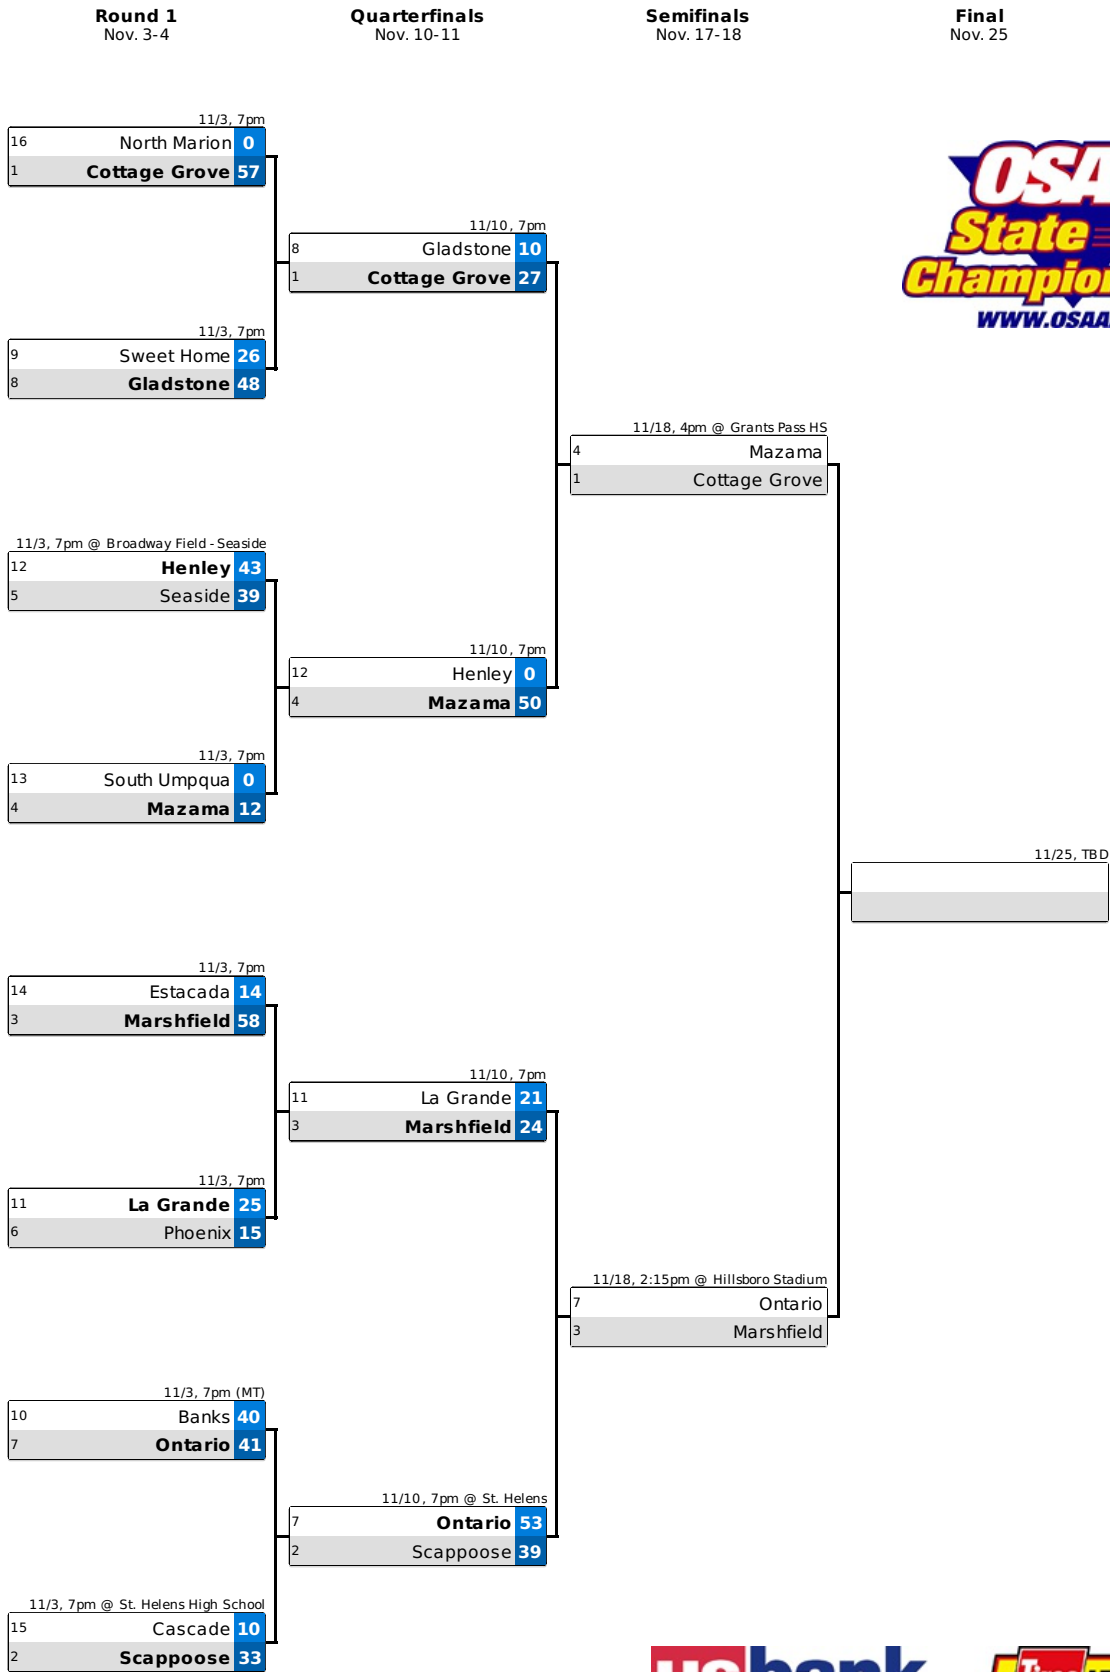 Round 1
Nov. 3-4
Quarterfinals
Nov. 10-11
Semifinals
Nov. 17-18
Final
Nov. 25
11/3, 7pm
16 North Marion 0
1 Cottage Grove 57
11/3, 7pm
9 Sweet Home 26
8 Gladstone 48
11/3, 7pm @ Broadway Field - Seaside
12 Henley 43
5 Seaside 39
11/3, 7pm
13 South Umpqua 0
4 Mazama 12
11/3, 7pm
14 Estacada 14
3 Marshfield 58
11/3, 7pm
11 La Grande 25
6 Phoenix 15
11/3, 7pm (MT)
10 Banks 40
7 Ontario 41
11/3, 7pm @ St. Helens High School
15 Cascade 10
2 Scappoose 33
11/10, 7pm
8 Gladstone 10
1 Cottage Grove 27
11/10, 7pm
12 Henley 0
4 Mazama 50
11/10, 7pm
11 La Grande 21
3 Marshfield 24
11/10, 7pm @ St. Helens
7 Ontario 53
2 Scappoose 39
11/18, 4pm @ Grants Pass HS
4 Mazama
1 Cottage Grove
11/18, 2:15pm @ Hillsboro Stadium
7 Ontario
3 Marshfield
11/25, TBD
OSA
State
Champion
WWW.OSAA
usbank